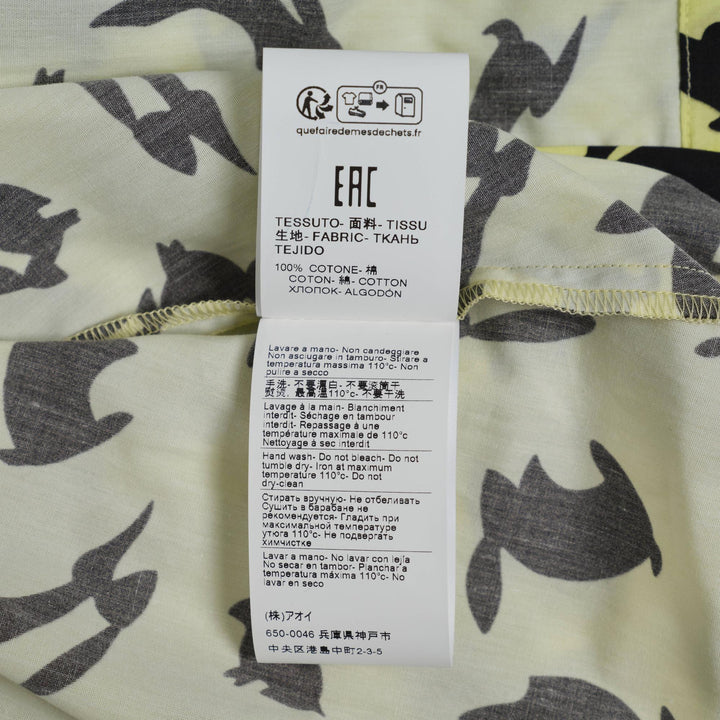 FR
quefairedemesdechets.fr
EAC
TESSUTO- 面料- TISSU
生地- FABRIC- ТКАНЬ
TEJIDO
100% COTONE- 棉
COTON- 綿- COTTON
ХЛОПОК- ALGODÓN
Lavare a mano- Non candeggiare
Non asciugare in tamburo- Stirare a
temperatura massima 110°c- Non
pulire a secco
手洗- 不要漂白- 不要滚筒干
熨烫, 最高温110°c- 不要干洗
Lavage à la main- Blanchiment
interdit- Séchage en tambour
interdit- Repassage à une
température maximale de 110°c
Nettoyage à sec interdit
Hand wash- Do not bleach- Do not
tumble dry- Iron at maximum
temperature 110°c- Do not
dry-clean
Стирать вручную- Не отбеливать
Сушить в барабане не
рекомендуется- Гладить при
максимальной температуре
утюга 110°c- Не подвергать
химчистке
Lavar a mano- No lavar con lejía
No secar en tambor- Planchar a
temperatura máxima 110°c- No
lavar en seco
(株)アオイ
650-0046 兵庫県神戸市
中央区港島中町2-3-5